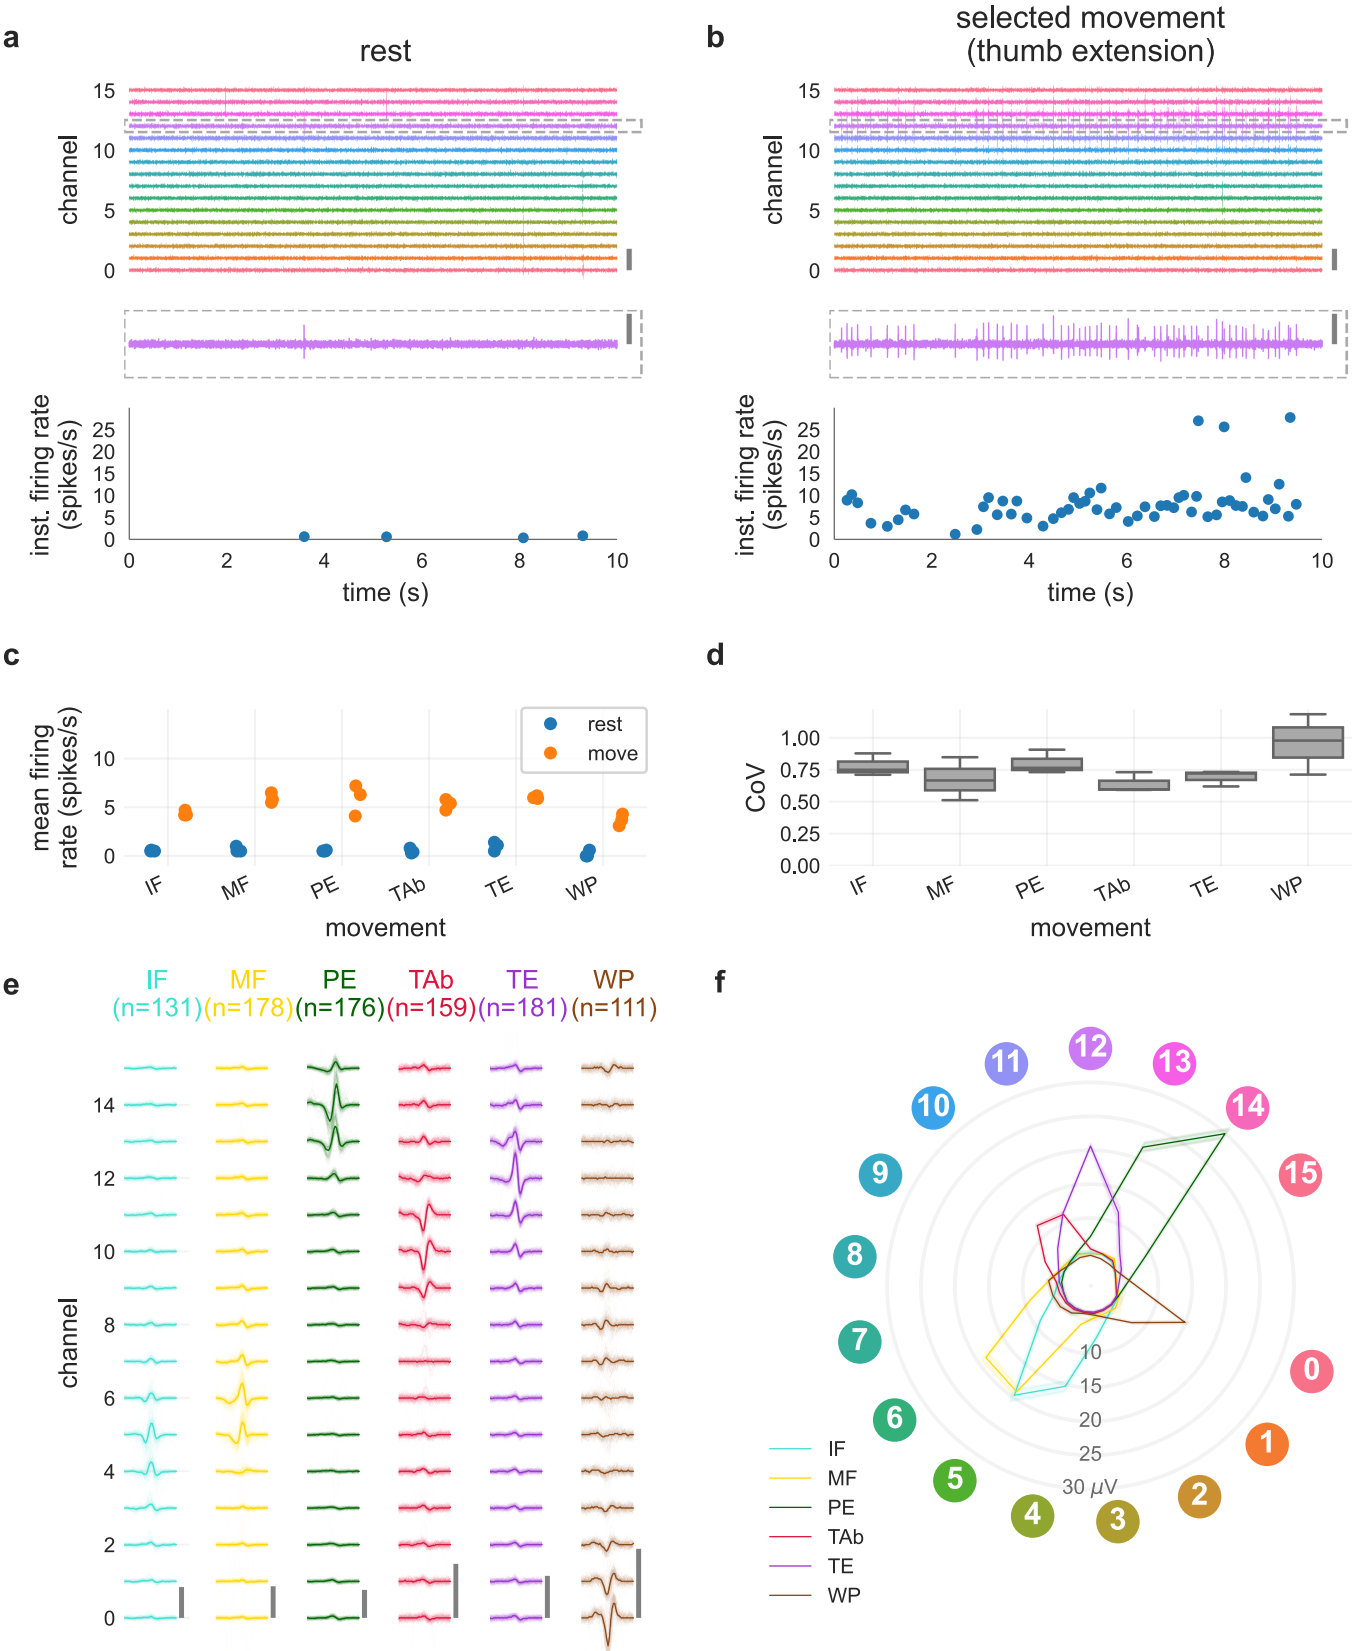 a
rest
15
10
5
0
channel
25
20
15
10
5
0
inst. firing rate
(spikes/s)
0
2
4
6
8
10
time (s)
b
selected movement
(thumb extension)
15
10
5
0
channel
25
20
15
10
5
0
inst. firing rate
(spikes/s)
0
2
4
6
8
10
time (s)
c
mean firing
rate (spikes/s)
10
5
0
rest
move
IF
MF
PE
TAb
TE
WP
movement
d
CoV
1.00
0.75
0.50
0.25
0.00
IF
MF
PE
TAb
TE
WP
movement
e
IF
(n=131)
MF
(n=178)
PE
(n=176)
TAb
(n=159)
TE
(n=181)
WP
(n=111)
14
12
10
8
6
4
2
0
channel
f
12
13
14
15
0
1
2
3
4
5
6
7
8
9
10
11
10
15
20
25
30 μV
IF
MF
PE
TAb
TE
WP